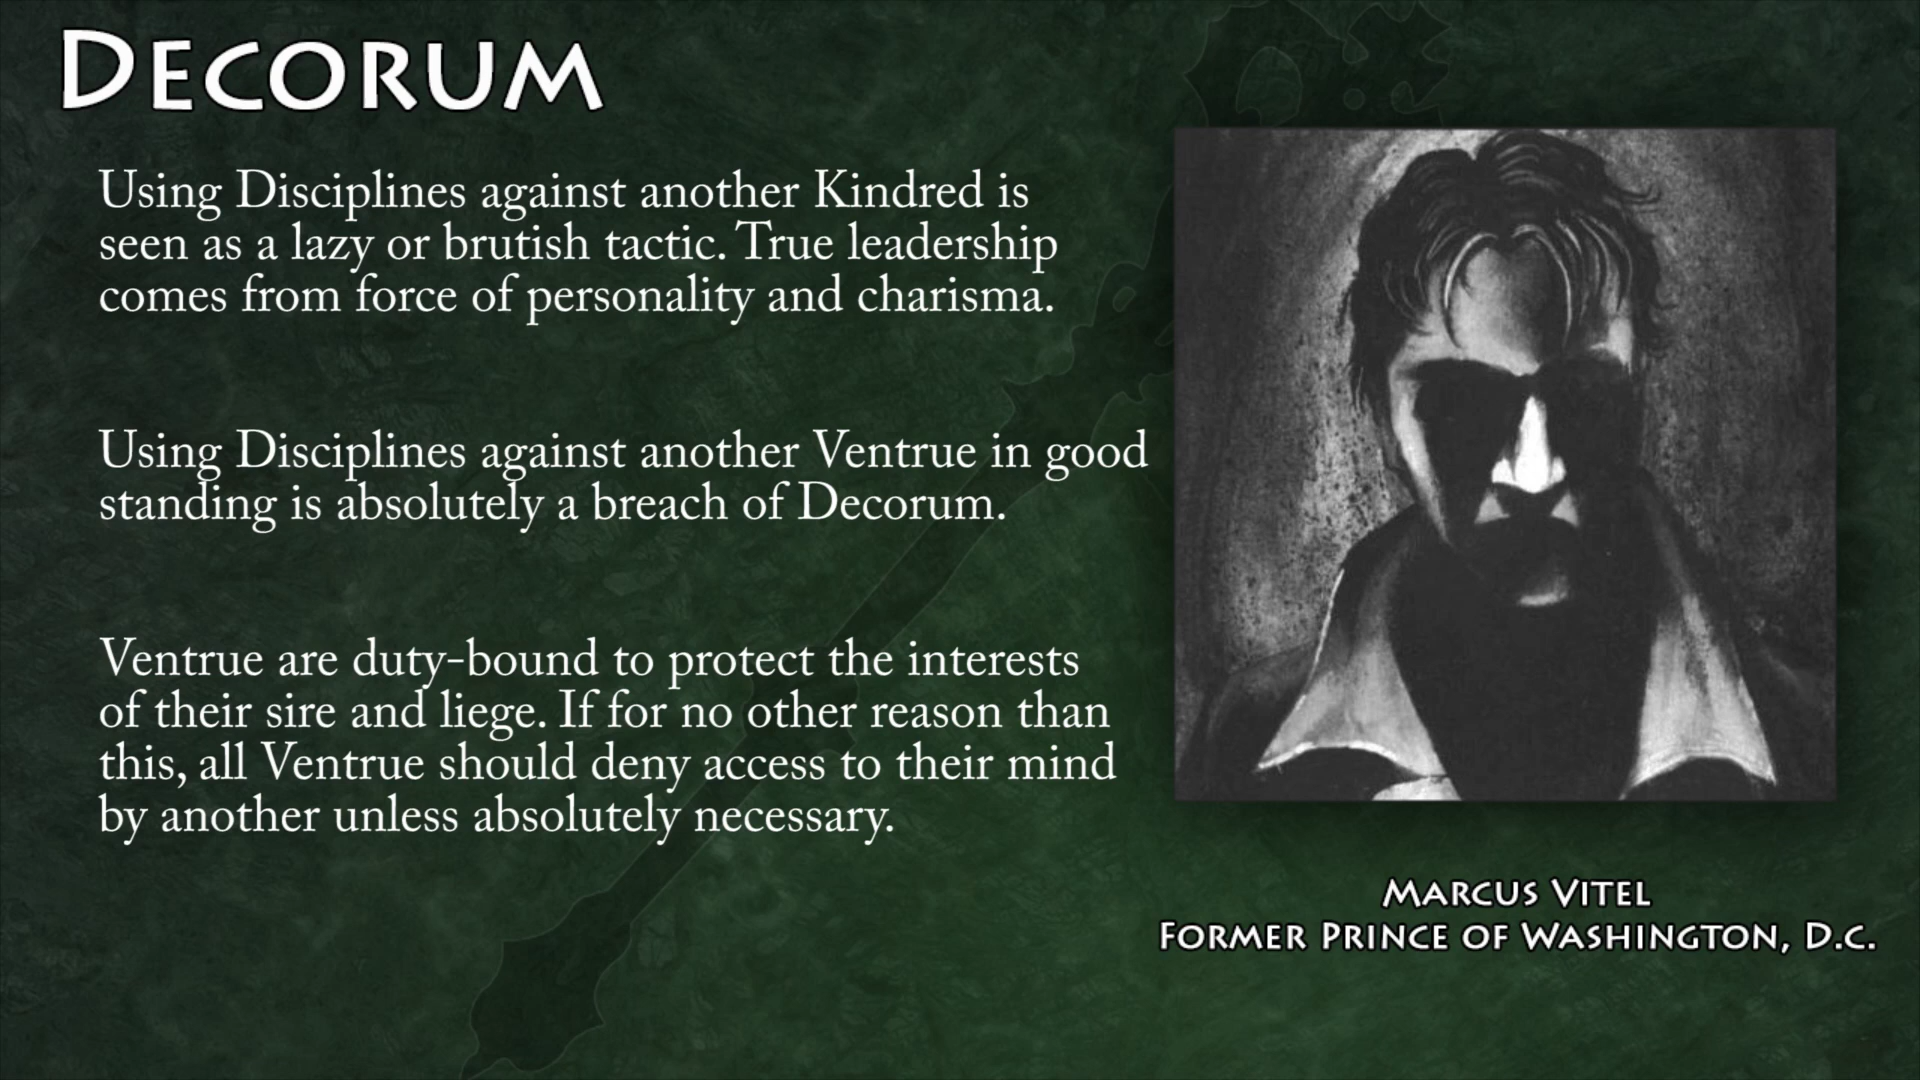 DECORUM
Using Disciplines against another Kindred is
seen as a lazy or brutish tactic. True leadership
comes from force of personality and charisma.
Using Disciplines against another Ventrue in good
standing is absolutely a breach of Decorum.
Ventrue are duty-bound to protect the interests
of their sire and liege. If for no other reason than
this, all Ventrue should deny access to their mind
by another unless absolutely necessary.
MARCUS VITEL
FORMER PRINCE OF WASHINGTON, D.C.